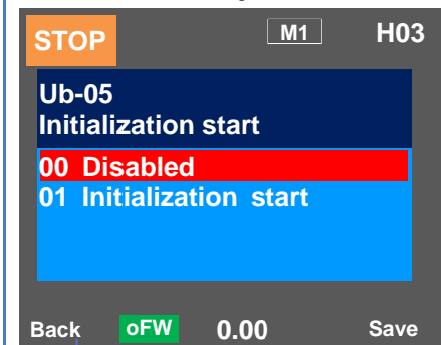 STOP M1 H03
Ub-05
Initialization start
00 Disabled
01 Initialization start
Back oFW 0.00 Save